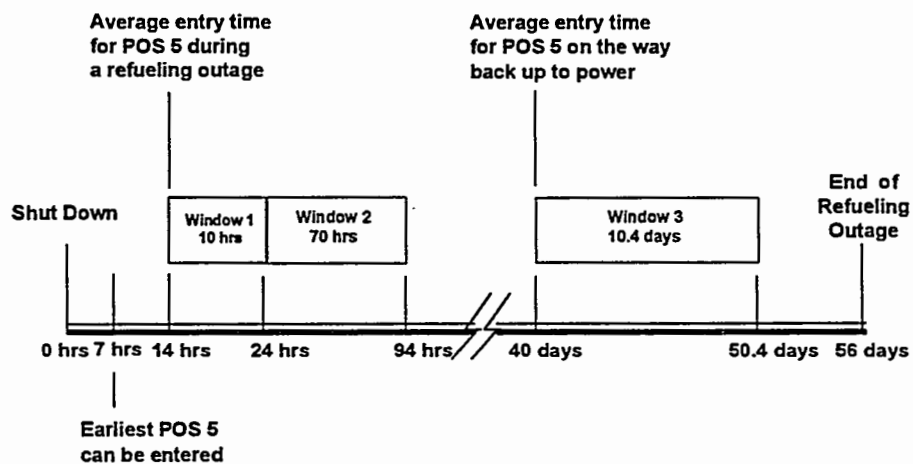 Average entry time
for POS 5 during
a refueling outage
Average entry time
for POS 5 on the way
back up to power
Shut Down
Window 1
10 hrs
Window 2
70 hrs
Window 3
10.4 days
End of
Refueling
Outage
0 hrs 7 hrs 14 hrs 24 hrs 94 hrs 40 days 50.4 days 56 days
Earliest POS 5
can be entered